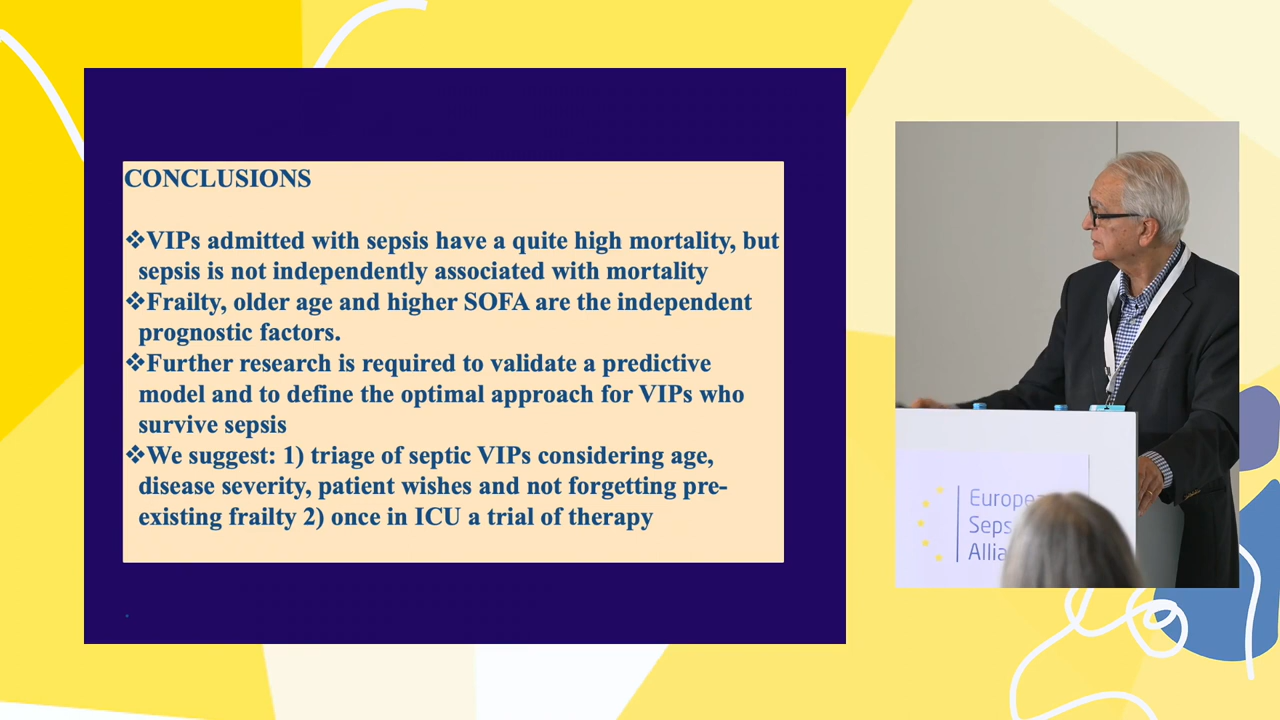 CONCLUSIONS
❖VIPs admitted with sepsis have a quite high mortality, but
sepsis is not independently associated with mortality
❖Frailty, older age and higher SOFA are the independent
prognostic factors.
❖Further research is required to validate a predictive
model and to define the optimal approach for VIPs who
survive sepsis
❖We suggest: 1) triage of septic VIPs considering age,
disease severity, patient wishes and not forgetting pre-
existing frailty 2) once in ICU a trial of therapy